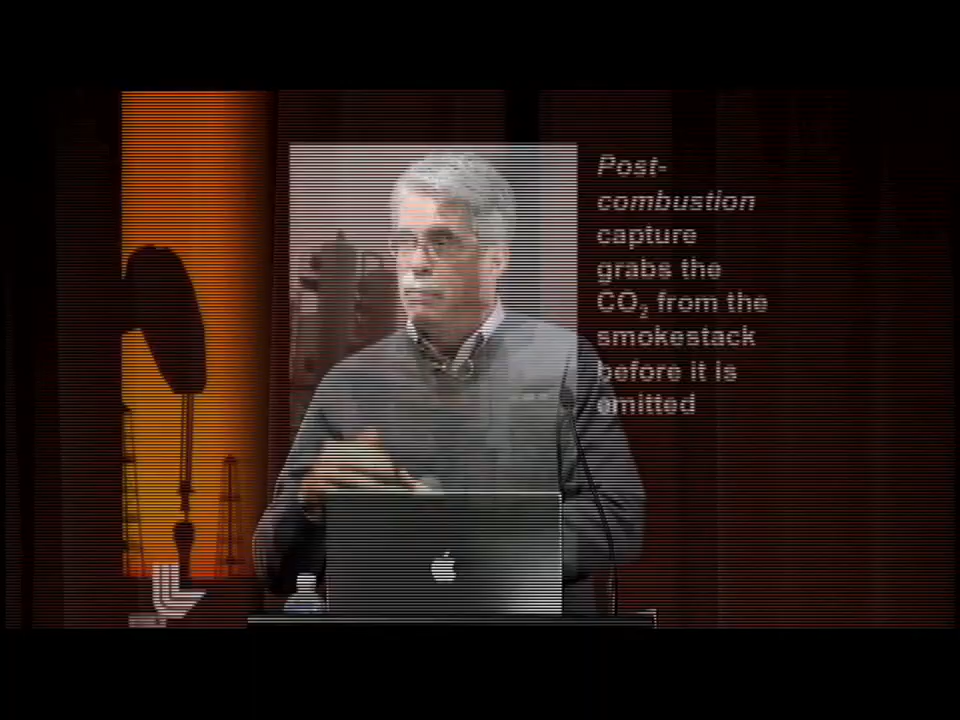 Post-
combustion
capture
grabs the
CO₂ from the
smokestack
before it is
emitted